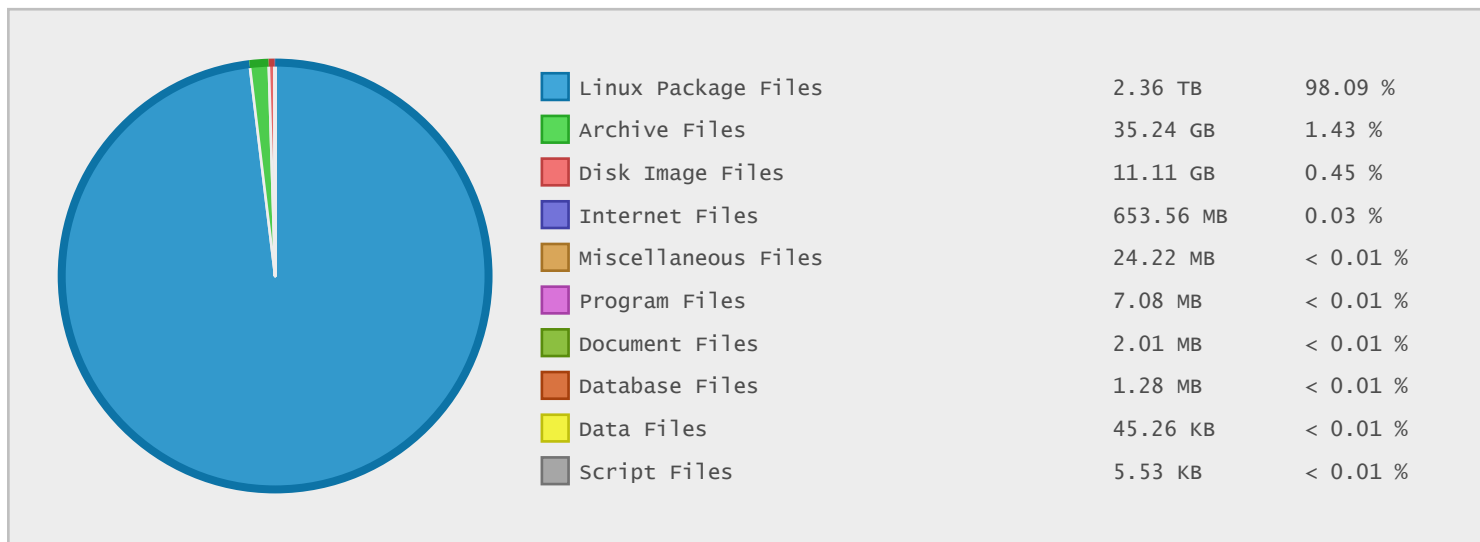 Linux Package Files 2.36 TB 98.09 %
Archive Files 35.24 GB 1.43 %
Disk Image Files 11.11 GB 0.45 %
Internet Files 653.56 MB 0.03 %
Miscellaneous Files 24.22 MB < 0.01 %
Program Files 7.08 MB < 0.01 %
Document Files 2.01 MB < 0.01 %
Database Files 1.28 MB < 0.01 %
Data Files 45.26 KB < 0.01 %
Script Files 5.53 KB < 0.01 %